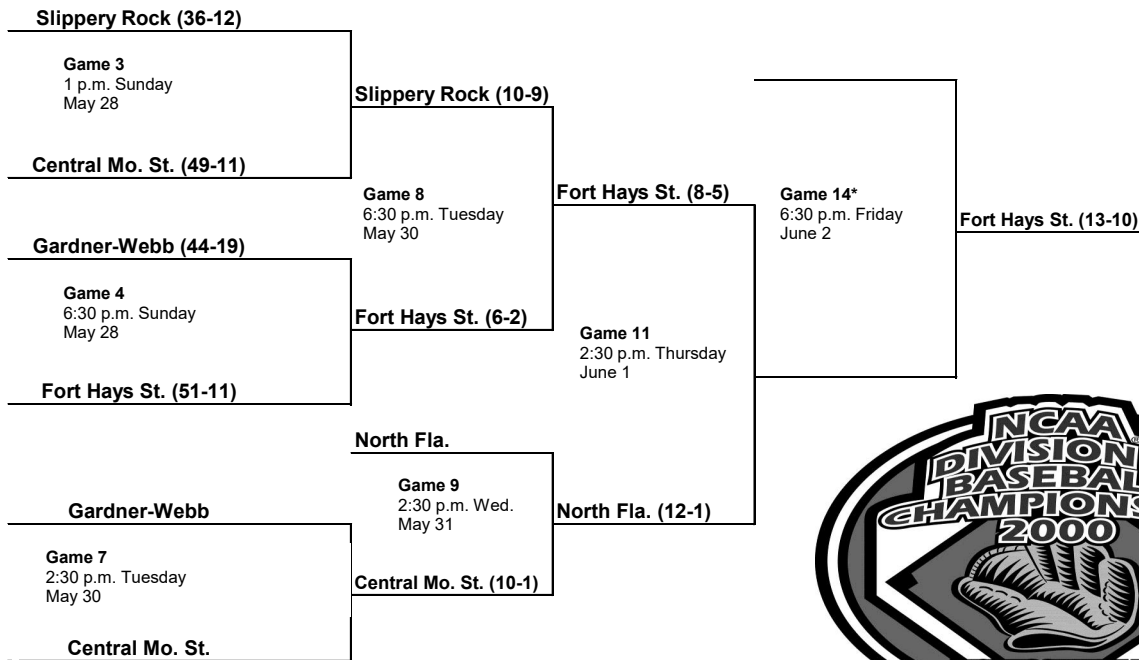 Slippery Rock (36-12)
Game 3
1 p.m. Sunday
May 28
Slippery Rock (10-9)
Central Mo. St. (49-11)
Game 8
6:30 p.m. Tuesday
May 30
Fort Hays St. (8-5)
Game 14*
6:30 p.m. Friday
June 2
Fort Hays St. (13-10)
Gardner-Webb (44-19)
Game 4
6:30 p.m. Sunday
May 28
Fort Hays St. (6-2)
Game 11
2:30 p.m. Thursday
June 1
Fort Hays St. (51-11)
North Fla.
Game 9
2:30 p.m. Wed.
May 31
Gardner-Webb
North Fla. (12-1)
Game 7
2:30 p.m. Tuesday
May 30
Central Mo. St. (10-1)
Central Mo. St.
NCAA
DIVISION
BASEBAL
CHAMPIONS
2000